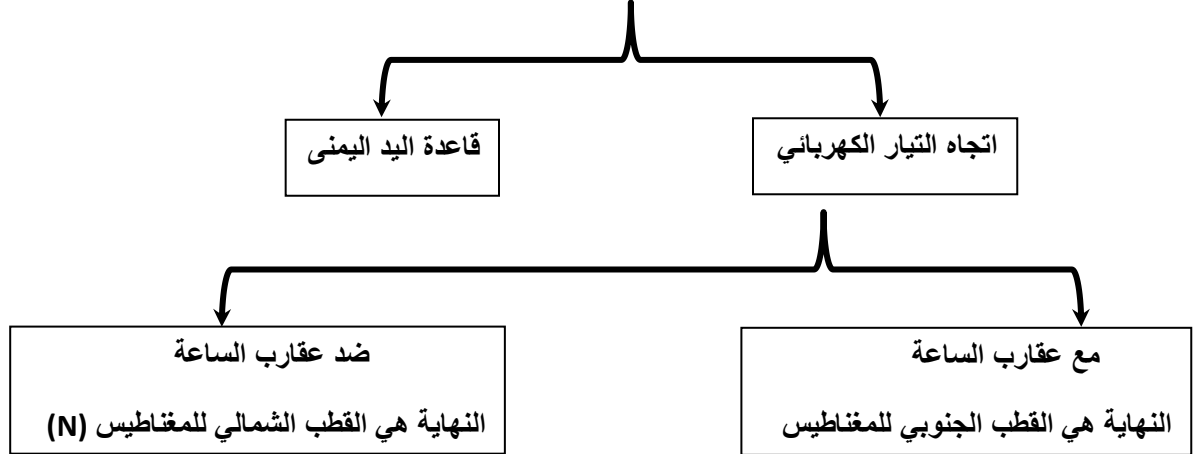 اتجاه التيار الكهربائي
قاعدة اليد اليمنى
مع عقارب الساعة
النهاية هي القطب الجنوبي للمغناطيس
ضد عقارب الساعة
النهاية هي القطب الشمالي للمغناطيس (N)